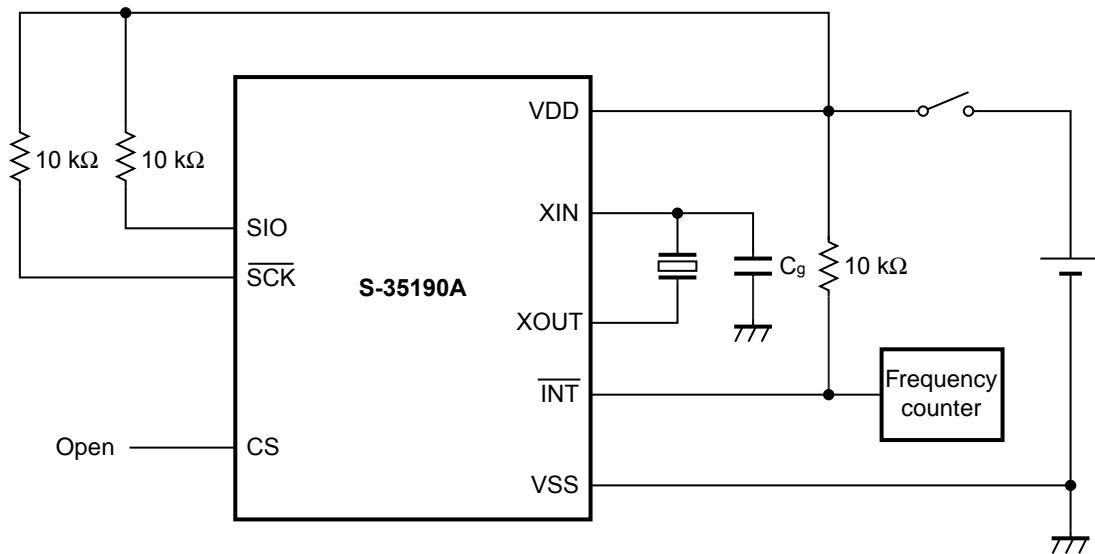 VDD
10 kΩ
10 kΩ
XIN
SIO
SCK
S-35190A
Cg
10 kΩ
XOUT
INT
Frequency
counter
Open
CS
VSS